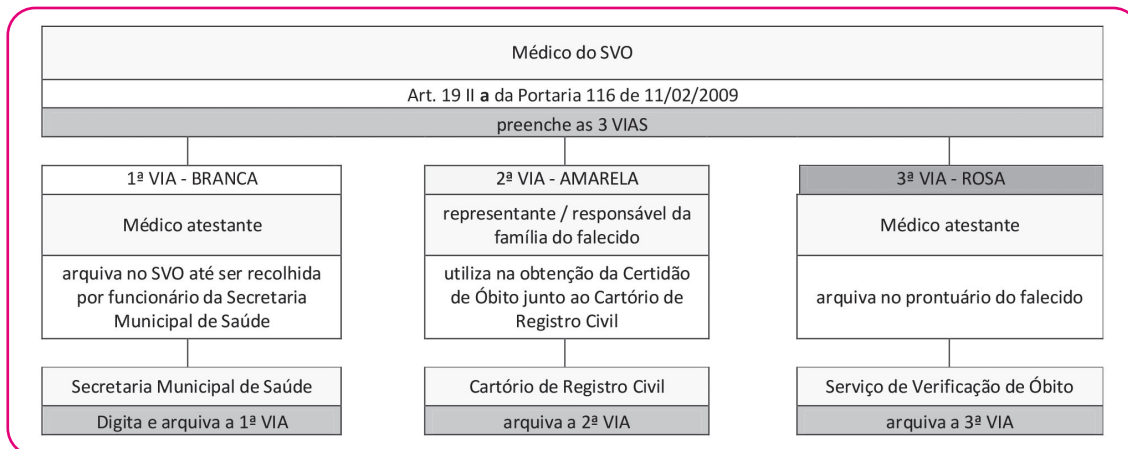 Médico do SVO
Art. 19 II a da Portaria 116 de 11/02/2009
preenche as 3 VIAS
1ª VIA - BRANCA
Médico atestante
arquiva no SVO até ser recolhida
por funcionário da Secretaria
Municipal de Saúde
Secretaria Municipal de Saúde
Digita e arquiva a 1ª VIA
2ª VIA - AMARELA
representante / responsável da
família do falecido
utiliza na obtenção da Certidão
de Óbito junto ao Cartório de
Registro Civil
Cartório de Registro Civil
arquiva a 2ª VIA
3ª VIA - ROSA
Médico atestante
arquiva no prontuário do falecido
Serviço de Verificação de Óbito
arquiva a 3ª VIA